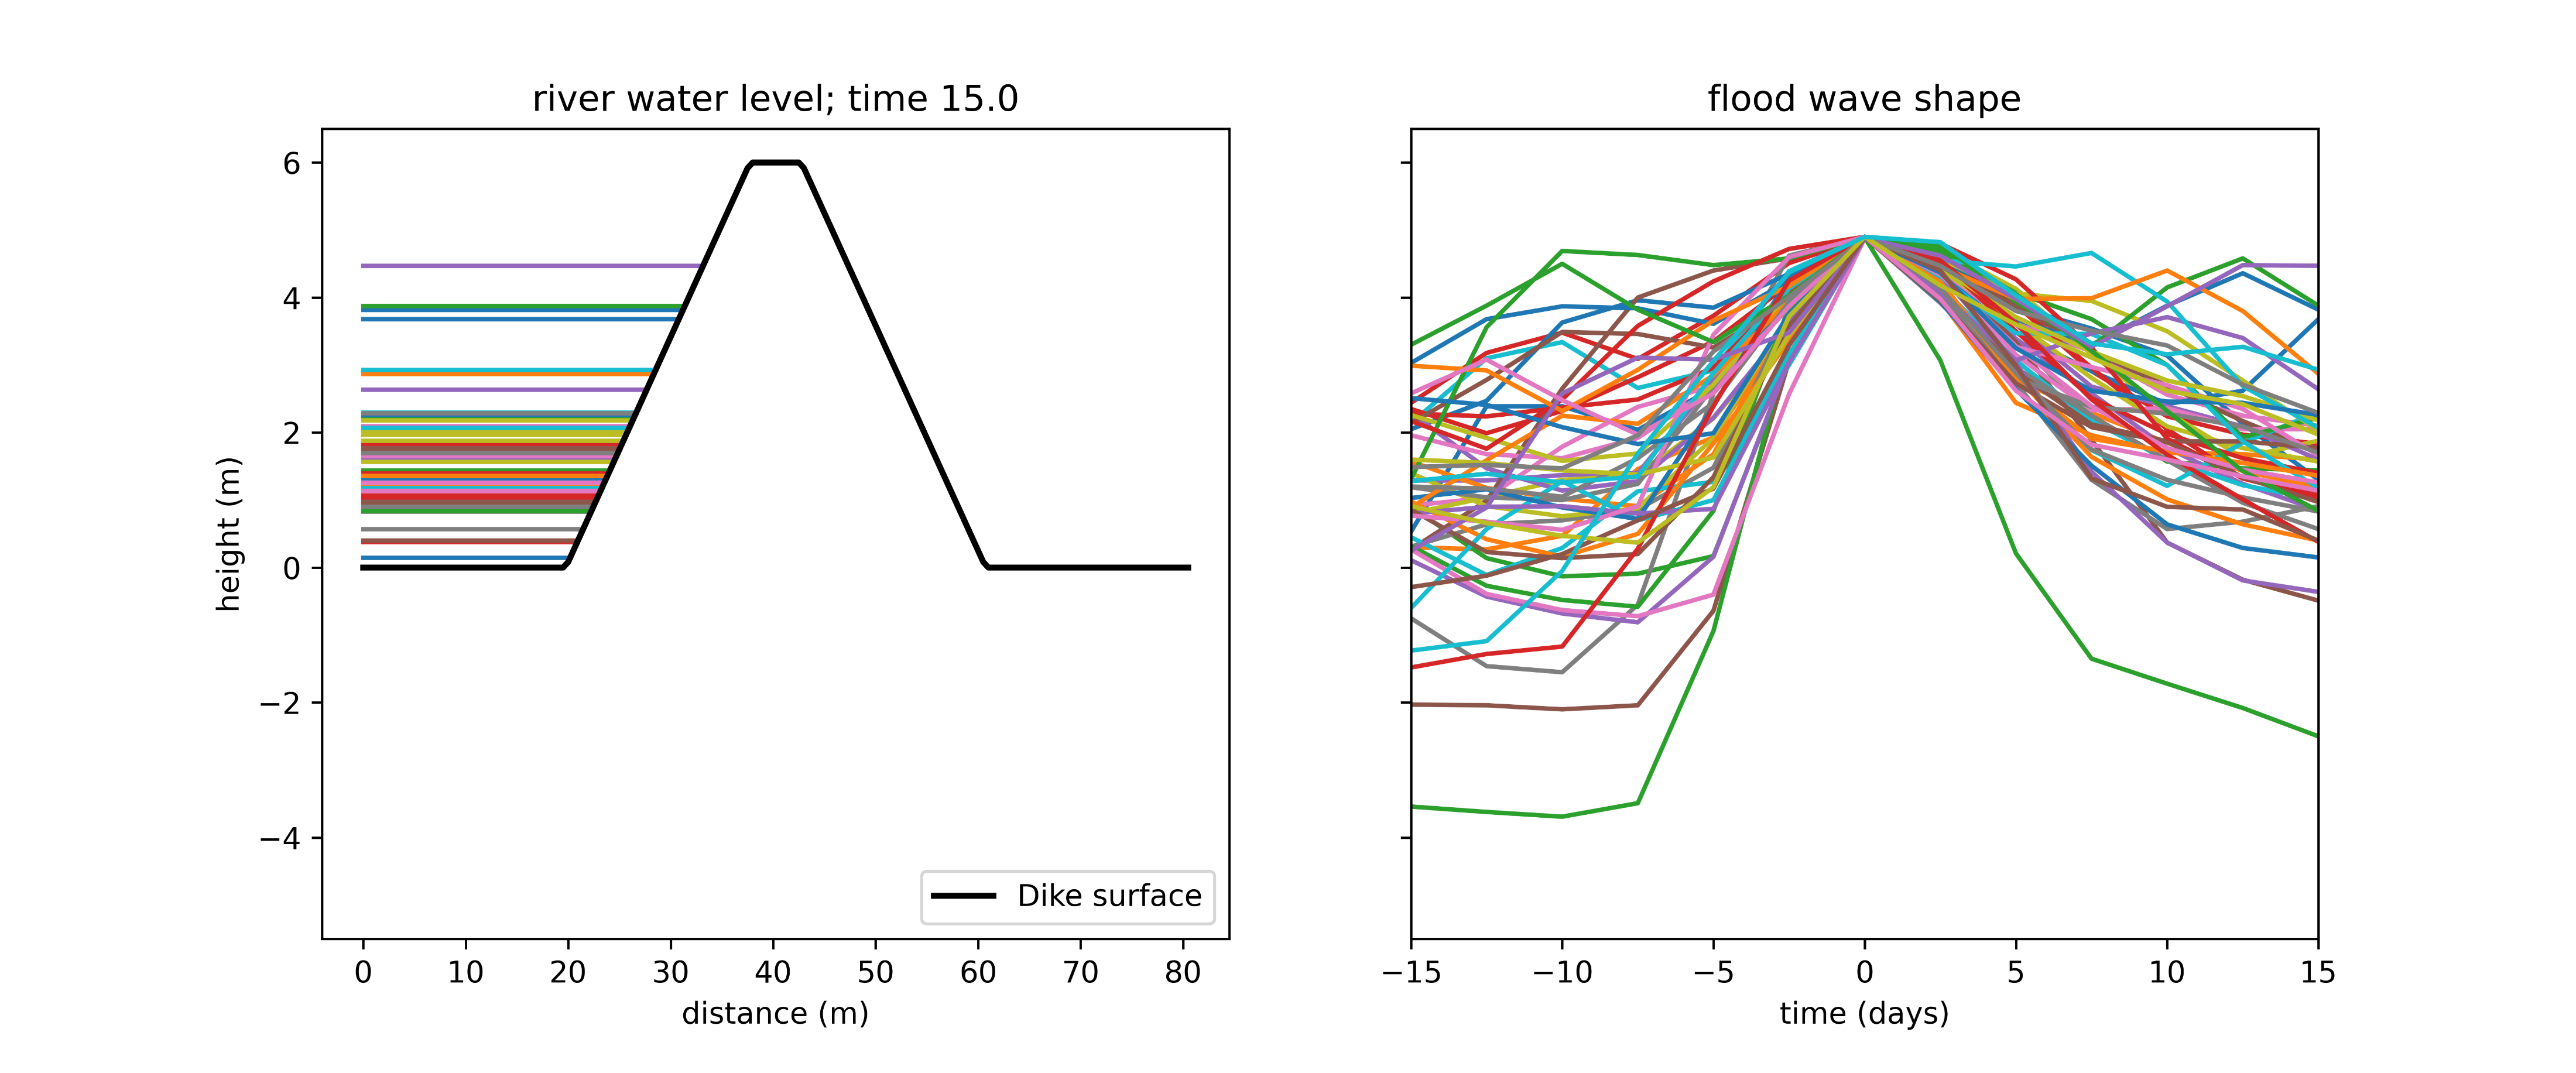 river water level; time 15.0
flood wave shape
height (m)
6
4
2
0
−2
−4
Dike surface
0 10 20 30 40 50 60 70 80
distance (m)
−15 −10 −5 0 5 10 15
time (days)